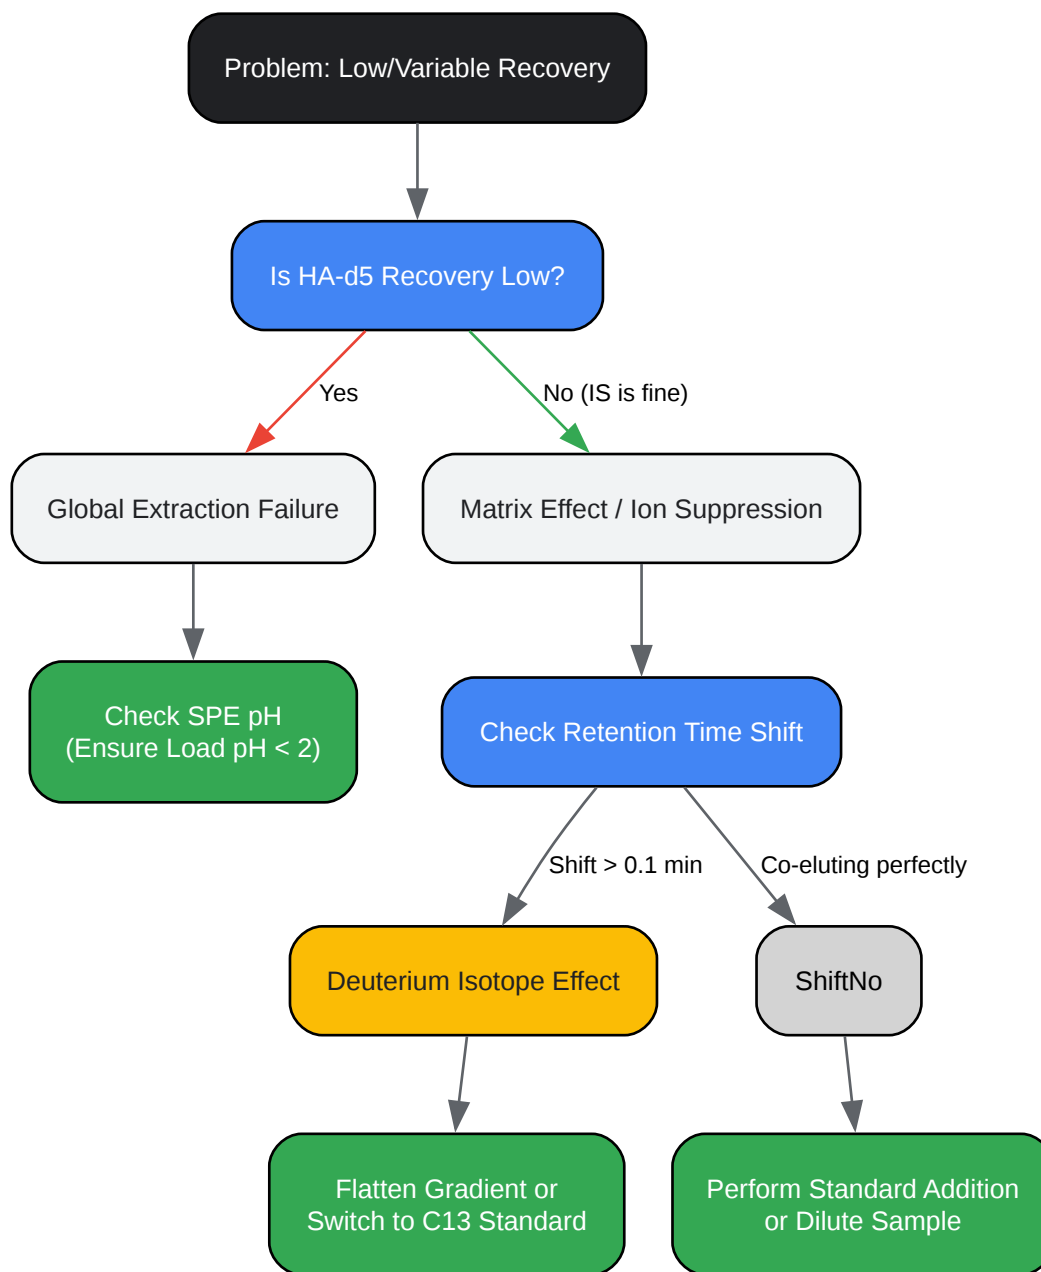 Problem: Low/Variable Recovery
Is HA-d5 Recovery Low?
Yes
No (IS is fine)
Global Extraction Failure
Matrix Effect / Ion Suppression
Check SPE pH
(Ensure Load pH < 2)
Check Retention Time Shift
Shift > 0.1 min
Co-eluting perfectly
Deuterium Isotope Effect
ShiftNo
Flatten Gradient or
Switch to C13 Standard
Perform Standard Addition
or Dilute Sample